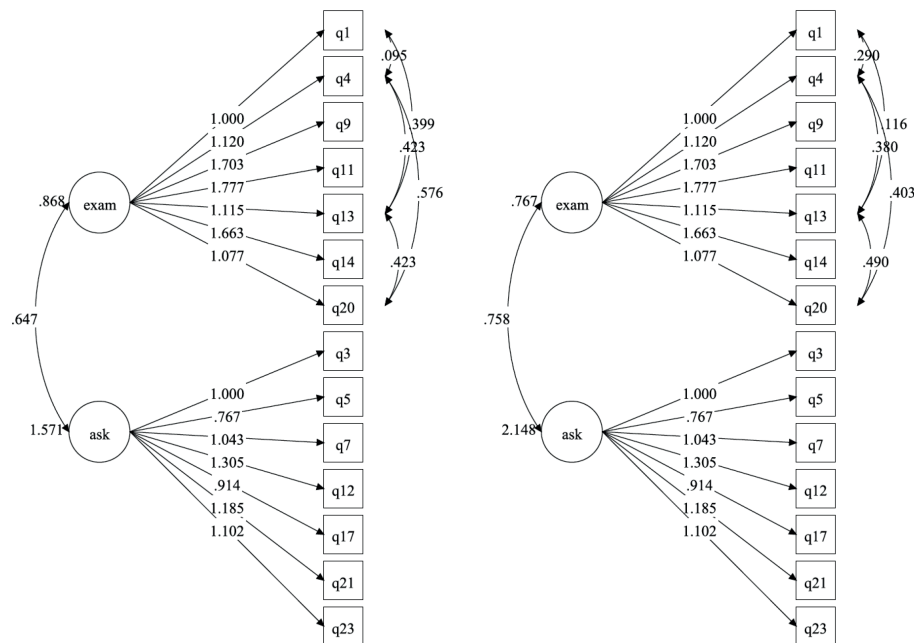 q1
q4
q9
q11
q13
q14
q20
q3
q5
q7
q12
q17
q21
q23
exam
ask
.868
1.571
.647
1.000
1.120
1.703
1.777
1.115
1.663
1.077
1.000
.767
1.043
1.305
.914
1.185
1.102
.095
.399
.423
.576
.423
q1
q4
q9
q11
q13
q14
q20
q3
q5
q7
q12
q17
q21
q23
exam
ask
.767
2.148
.758
1.000
1.120
1.703
1.777
1.115
1.663
1.077
1.000
.767
1.043
1.305
.914
1.185
1.102
.290
.116
.380
.403
.490